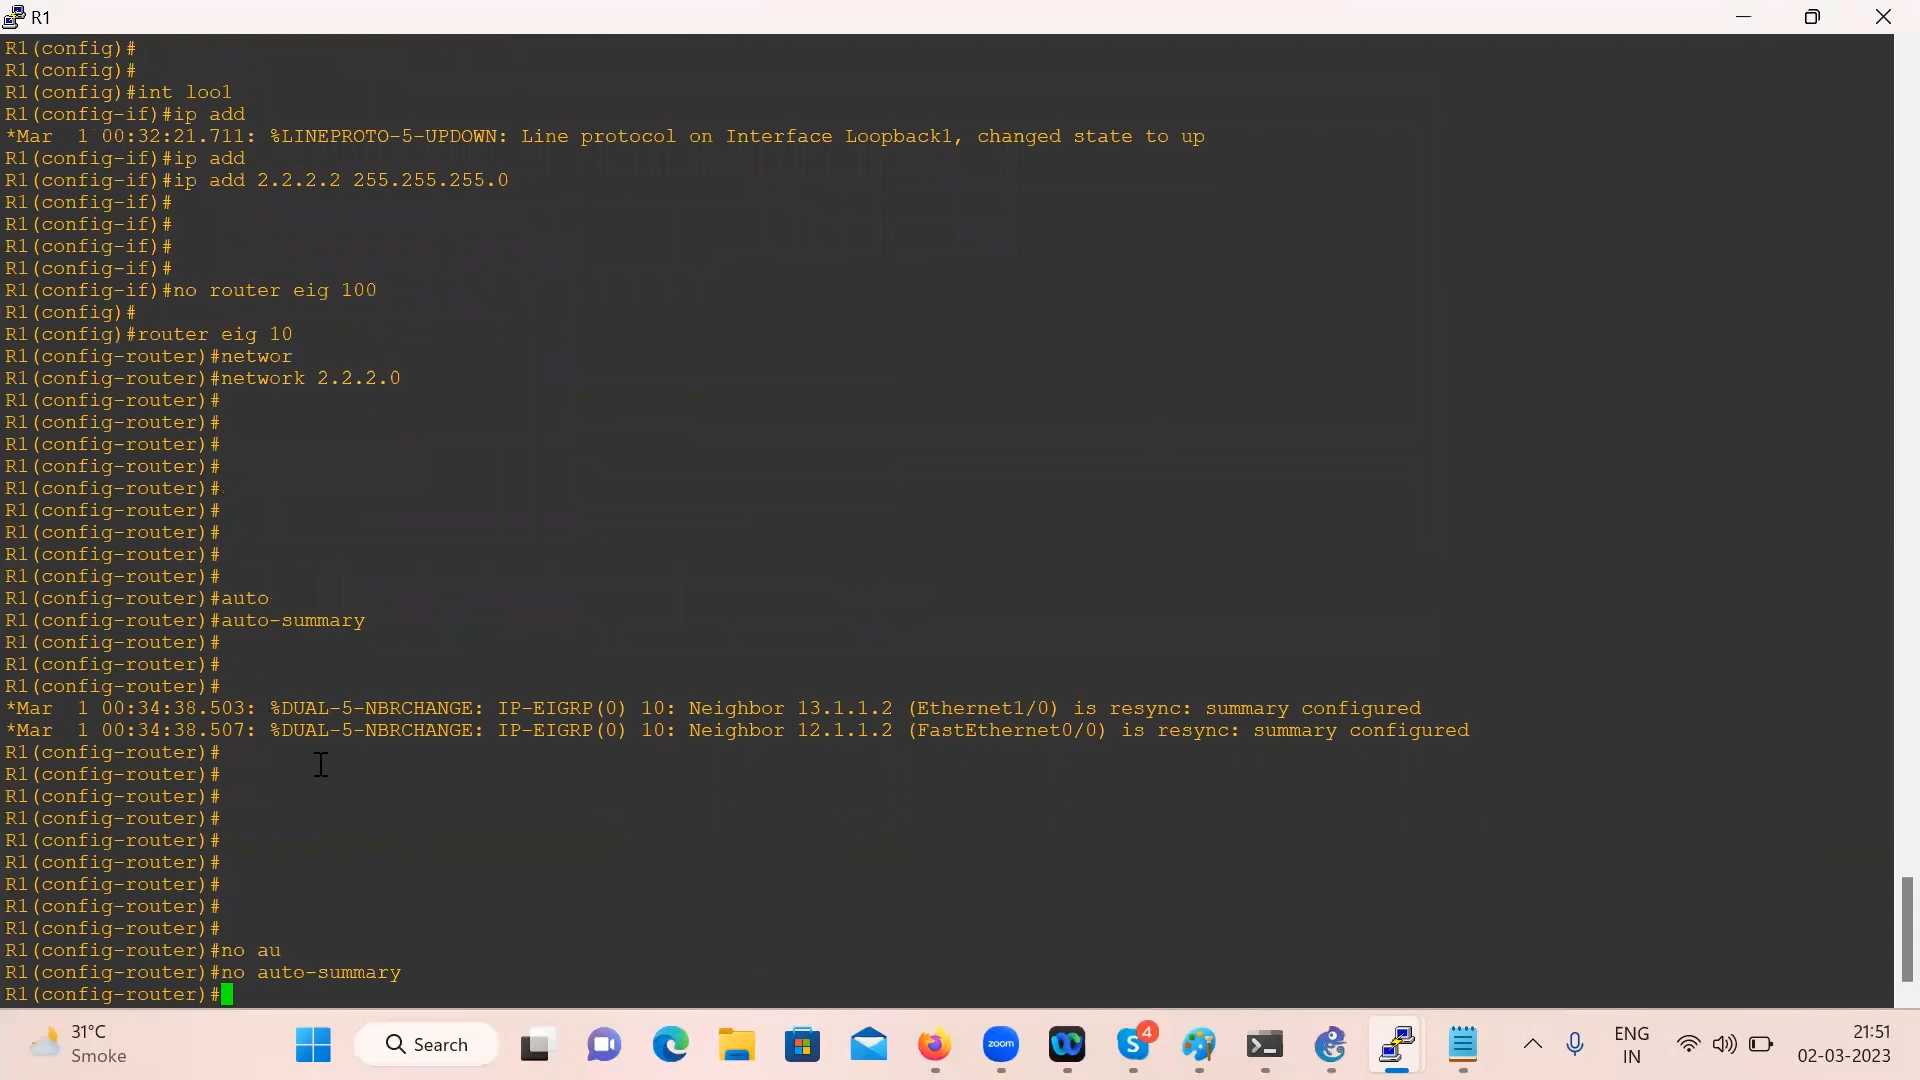 R1
R1(config)#
R1(config)#
R1(config)#int loo1
R1(config-if)#ip add
*Mar  1 00:32:21.711: %LINEPROTO-5-UPDOWN: Line protocol on Interface Loopback1, changed state to up
R1(config-if)#ip add
R1(config-if)#ip add 2.2.2.2 255.255.255.0
R1(config-if)#
R1(config-if)#
R1(config-if)#
R1(config-if)#
R1(config-if)#no router eig 100
R1(config)#
R1(config)#router eig 10
R1(config-router)#networ
R1(config-router)#network 2.2.2.0
R1(config-router)#
R1(config-router)#
R1(config-router)#
R1(config-router)#
R1(config-router)#
R1(config-router)#
R1(config-router)#
R1(config-router)#
R1(config-router)#
R1(config-router)#auto
R1(config-router)#auto-summary
R1(config-router)#
R1(config-router)#
R1(config-router)#
*Mar  1 00:34:38.503: %DUAL-5-NBRCHANGE: IP-EIGRP(0) 10: Neighbor 13.1.1.2 (Ethernet1/0) is resync: summary configured
*Mar  1 00:34:38.507: %DUAL-5-NBRCHANGE: IP-EIGRP(0) 10: Neighbor 12.1.1.2 (FastEthernet0/0) is resync: summary configured
R1(config-router)#
R1(config-router)#
R1(config-router)#
R1(config-router)#
R1(config-router)#
R1(config-router)#
R1(config-router)#
R1(config-router)#
R1(config-router)#
R1(config-router)#no au
R1(config-router)#no auto-summary
R1(config-router)#
31°C
Smoke
Search
zoom
4
ENG
IN
21:51
02-03-2023